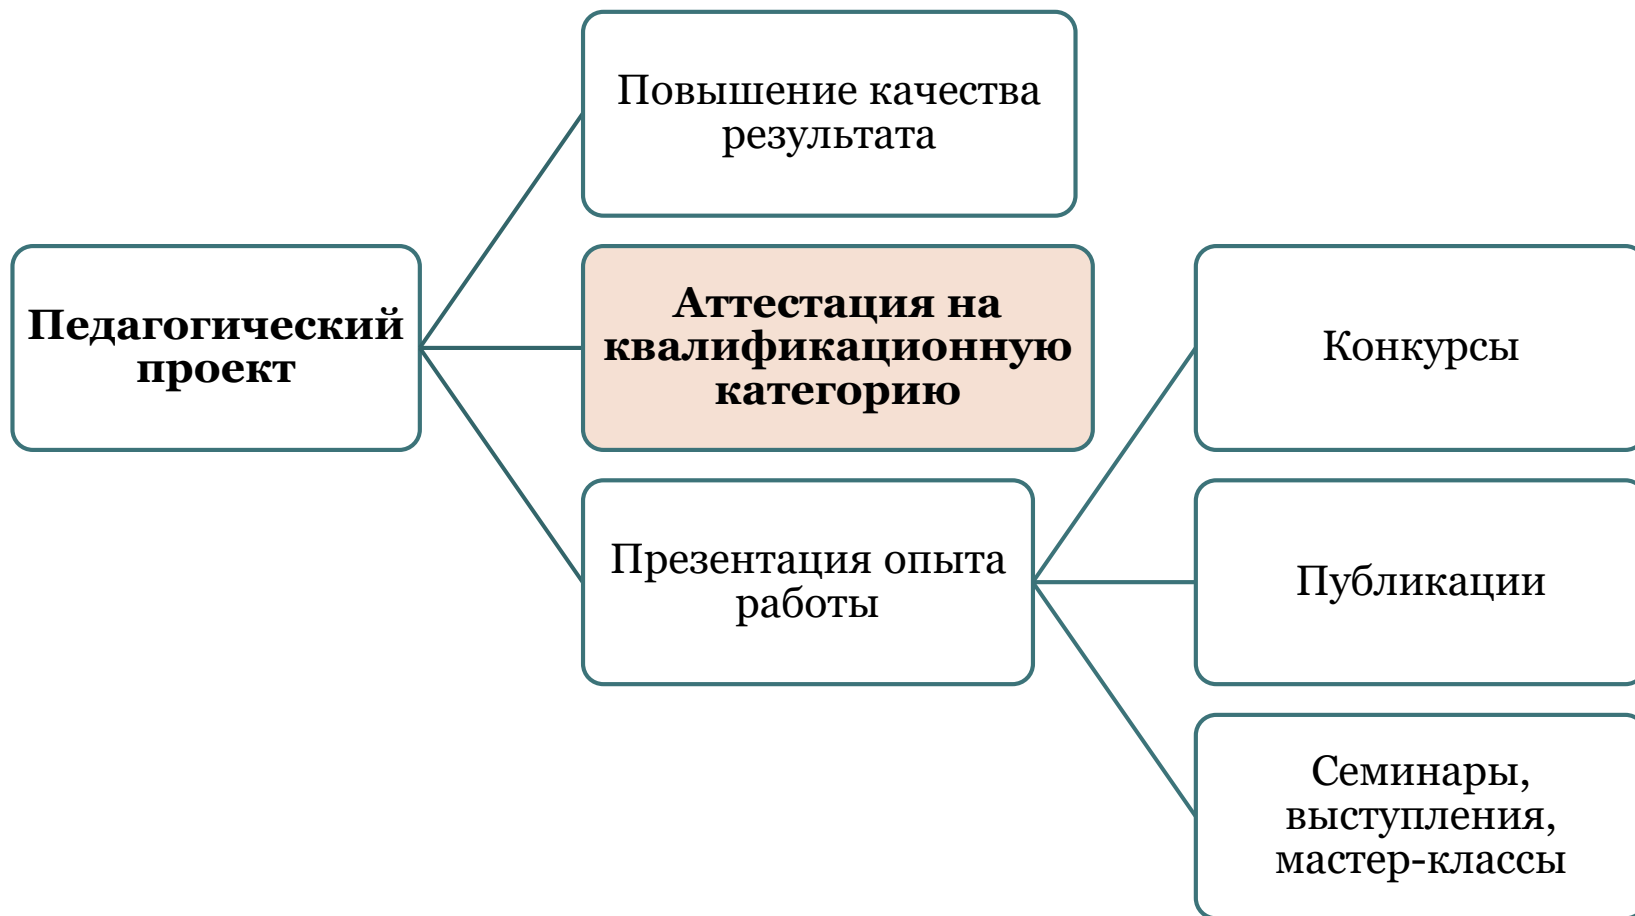 Повышение качества
результата
Педагогический
проект
Аттестация на
квалификационную
категорию
Конкурсы
Презентация опыта
работы
Публикации
Семинары,
выступления,
мастер-классы